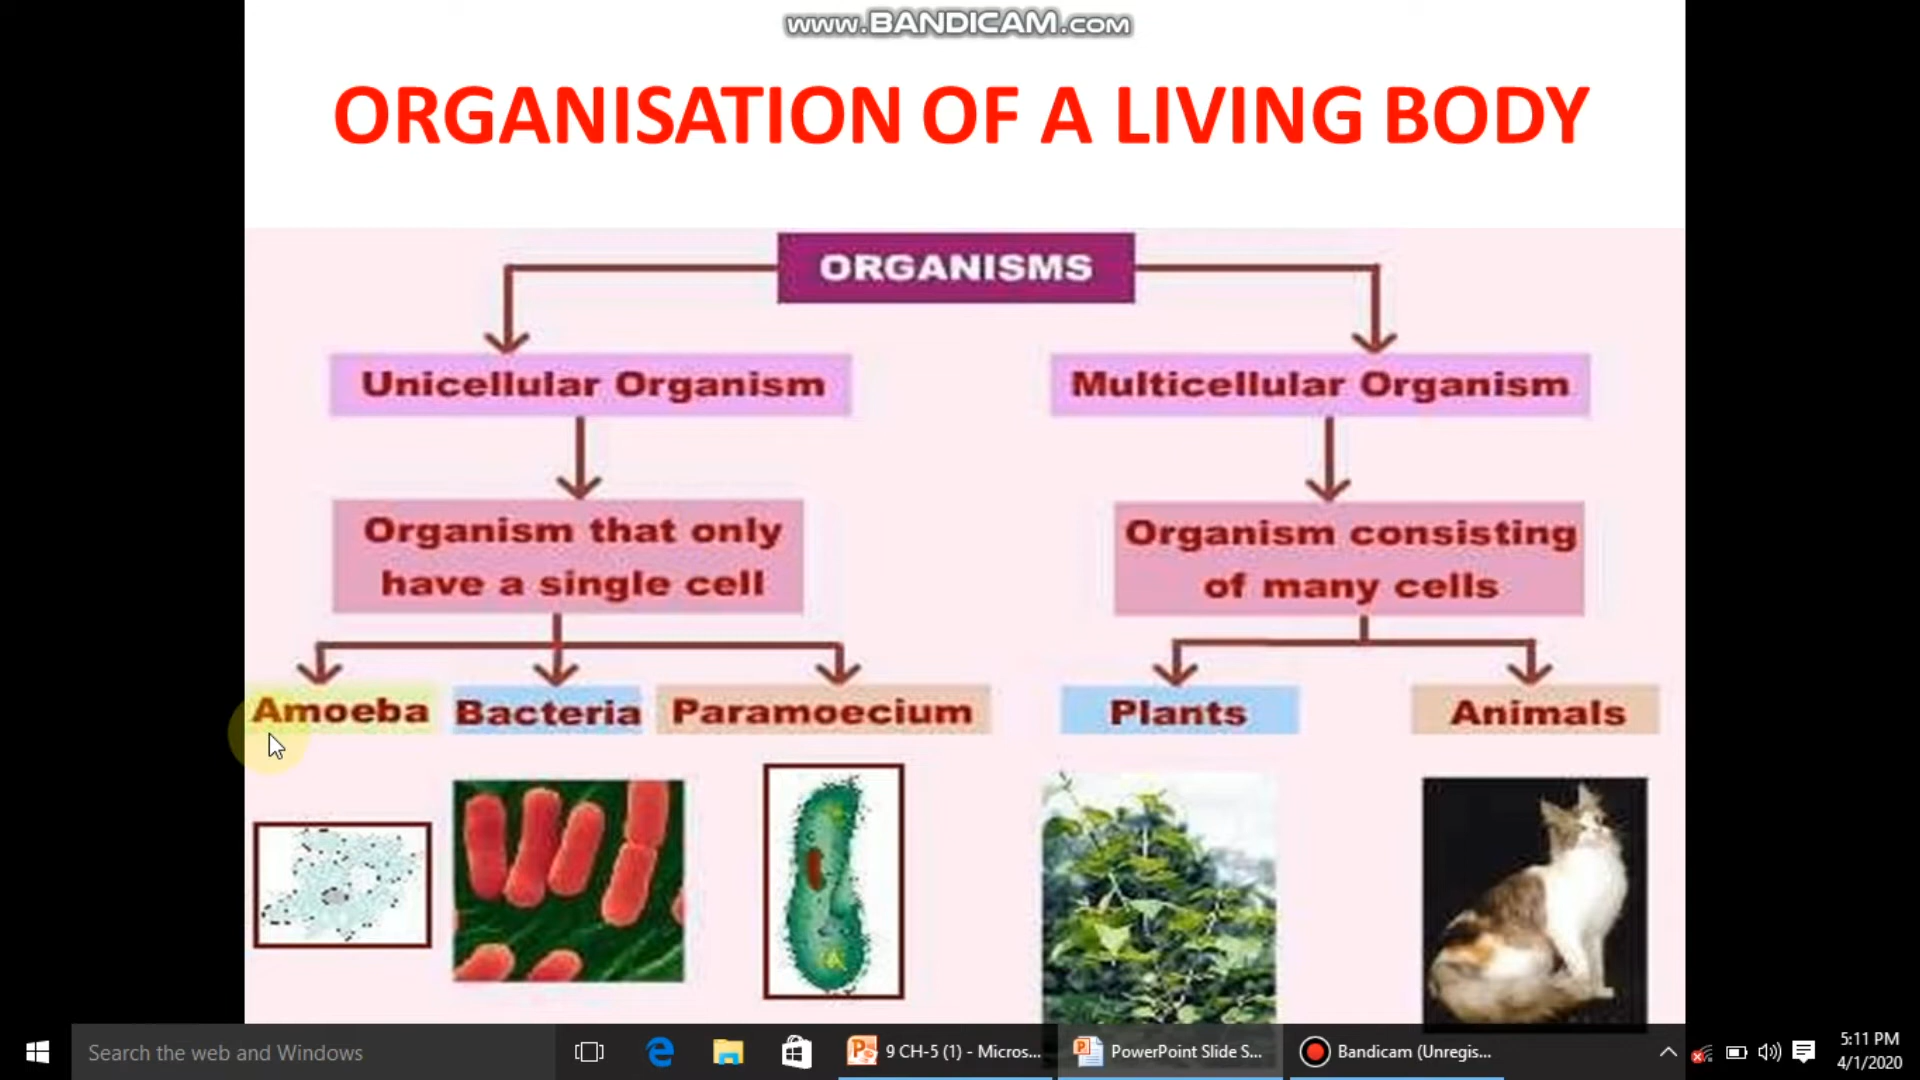 www.BANDICAM.com
ORGANISATION OF A LIVING BODY
ORGANISMS
Unicellular Organism
Multicellular Organism
Organism that only
have a single cell
Organism consisting
of many cells
Amoeba
Bacteria
Paramoecium
Plants
Animals
Search the web and Windows
9 CH-5 (1) - Micros...
PowerPoint Slide S...
Bandicam (Unregis...
5:11 PM
4/1/2020